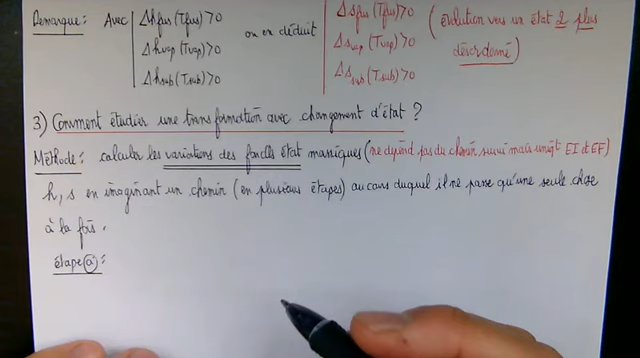 Remarque: Avec Δhfus (Tfus) >0 on en déduit Δsfus (Tfus) >0 (évolution vers un état 2 plus
Δhvap (Tvap) >0 Δsvap (Tvap) >0 désordonné)
Δhsub (Tsub) >0 Δssub (Tsub) >0
3) Comment étudier une transformation avec changement d'état ?
Méthode: calculer les variations des foncts état massiques (ne dépend pas du chemin suivi mais uniqt EI et EF)
h, s en imaginant un chemin (en plusieurs étapes) au cours duquel il ne passe qu'une seule chose
à la fois.
étape ⓐ: